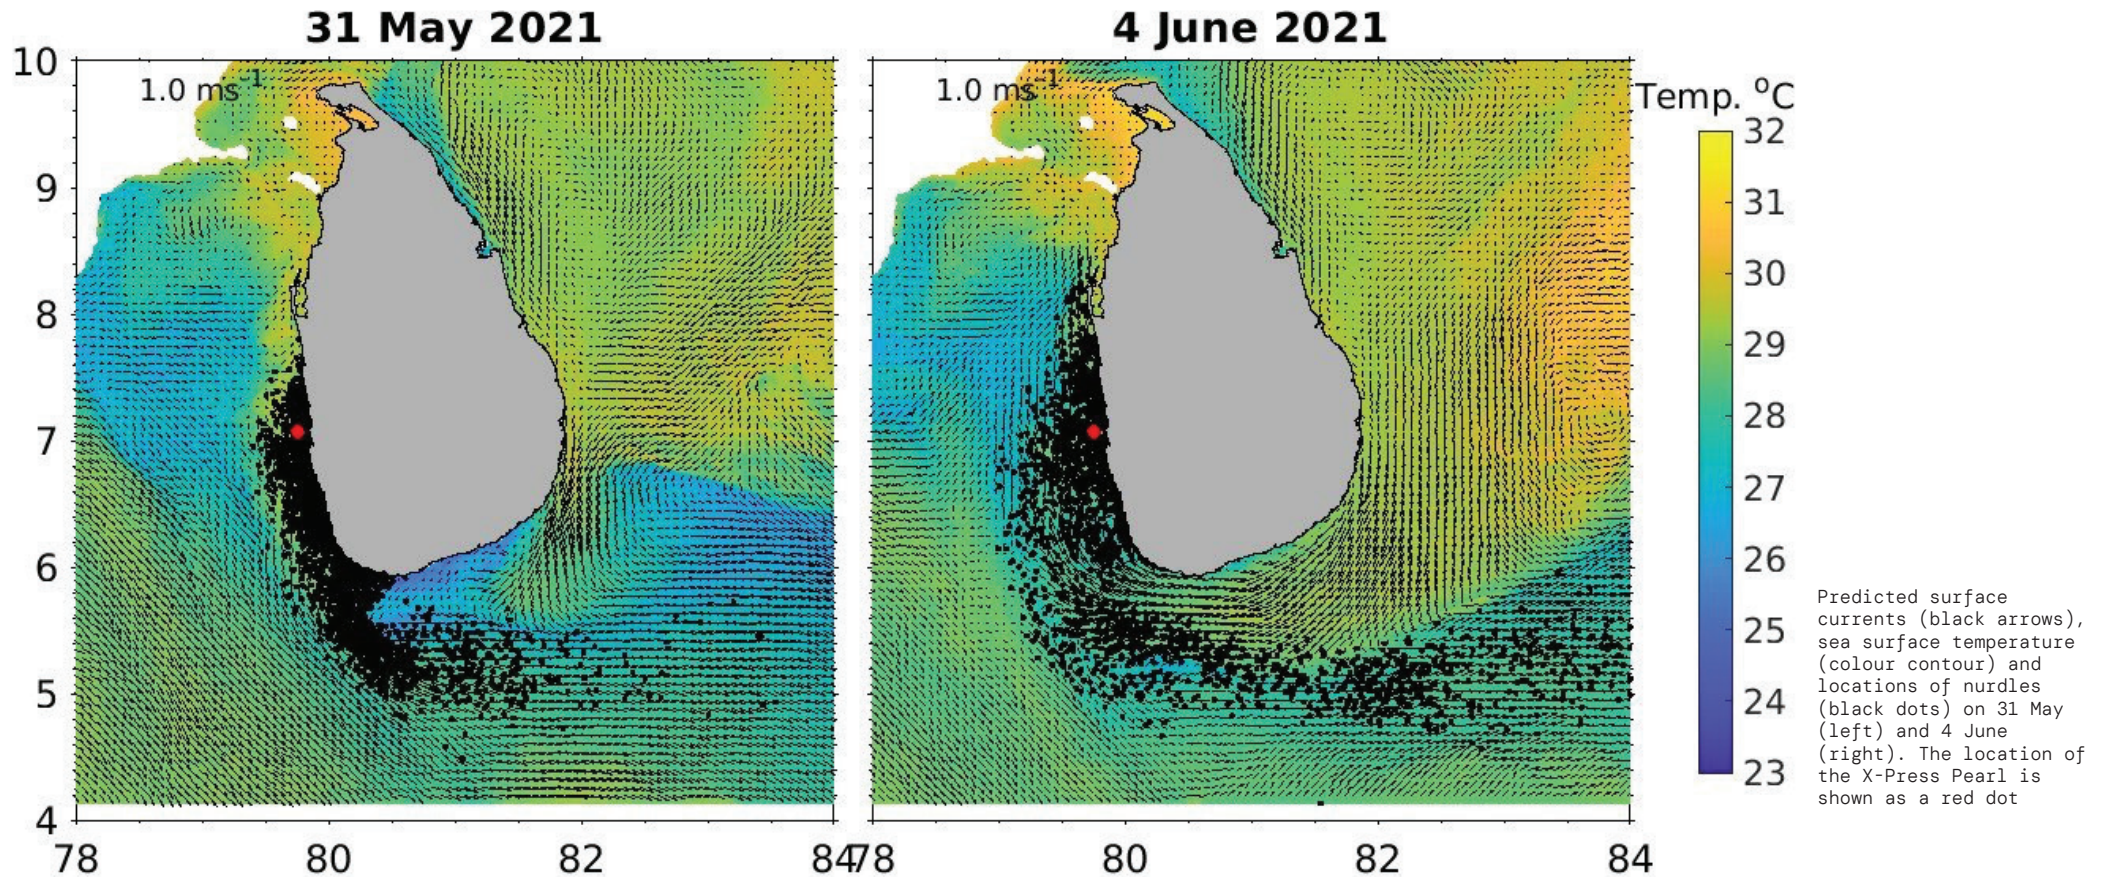 31 May 2021
4 June 2021
1.0 ms⁻¹
1.0 ms⁻¹
10
9
8
7
6
5
4
78
80
82
84
78
80
82
84
Temp. °C
32
31
30
29
28
27
26
25
24
23
Predicted surface
currents (black arrows),
sea surface temperature
(colour contour) and
locations of nurdles
(black dots) on 31 May
(left) and 4 June
(right). The location of
the X-Press Pearl is
shown as a red dot